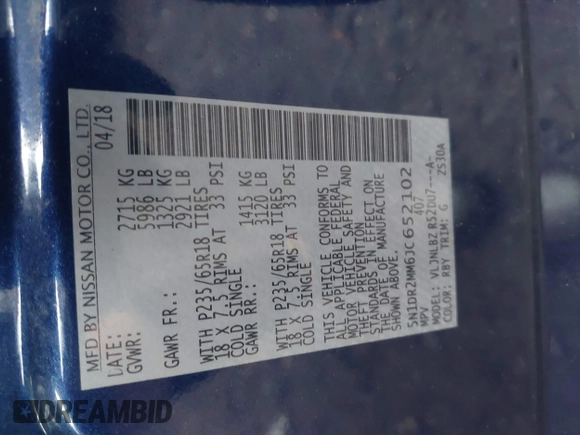 MFD BY NISSAN MOTOR CO., LTD.
04/18
LATE:
GVWR: 2715 KG
5986 LB
GAWR FR.: 1325 KG
2921 LB
WITH P235/65R18 TIRES
18 X 7.5 RIMS AT 33 PSI
COLD SINGLE
GAWR RR.: 1415 KG
3120 LB
WITH P235/65R18 TIRES
18 X 7.5 RIMS AT 33 PSI
COLD SINGLE
THIS VEHICLE CONFORMS TO
ALL APPLICABLE FEDERAL
MOTOR VEHICLE SAFETY AND
THEFT PREVENTION
STANDARDS IN EFFECT ON
THE DATE OF MANUFACTURE
SHOWN ABOVE.
5N1DR2MM6JC652102
MPV 407
MODEL: VLJNLBZ R52DU7---A-
COLOR: RBY TRIM: G Z530A
DREAMBID